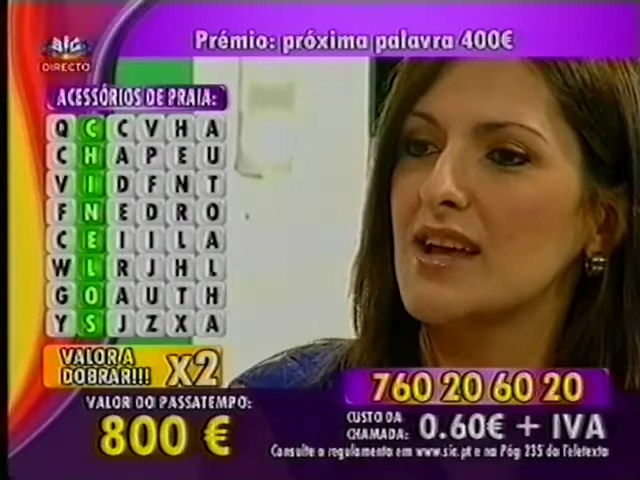 Prémio: próxima palavra 400€
SIC
DIRECTO
ACESSÓRIOS DE PRAIA:
Q C C V H A
C H A P E U
V I D F N T
F N E D R O
C E I I L A
W L R J H L
G O A U T H
Y S J Z X A
VALOR A DOBRAR!!! X2
VALOR DO PASSATEMPO:
800 €
760 20 60 20
CUSTO DA CHAMADA: 0.60€ + IVA
Consulte o regulamento em www.sic.pt e na Pág 235 do Teletexto